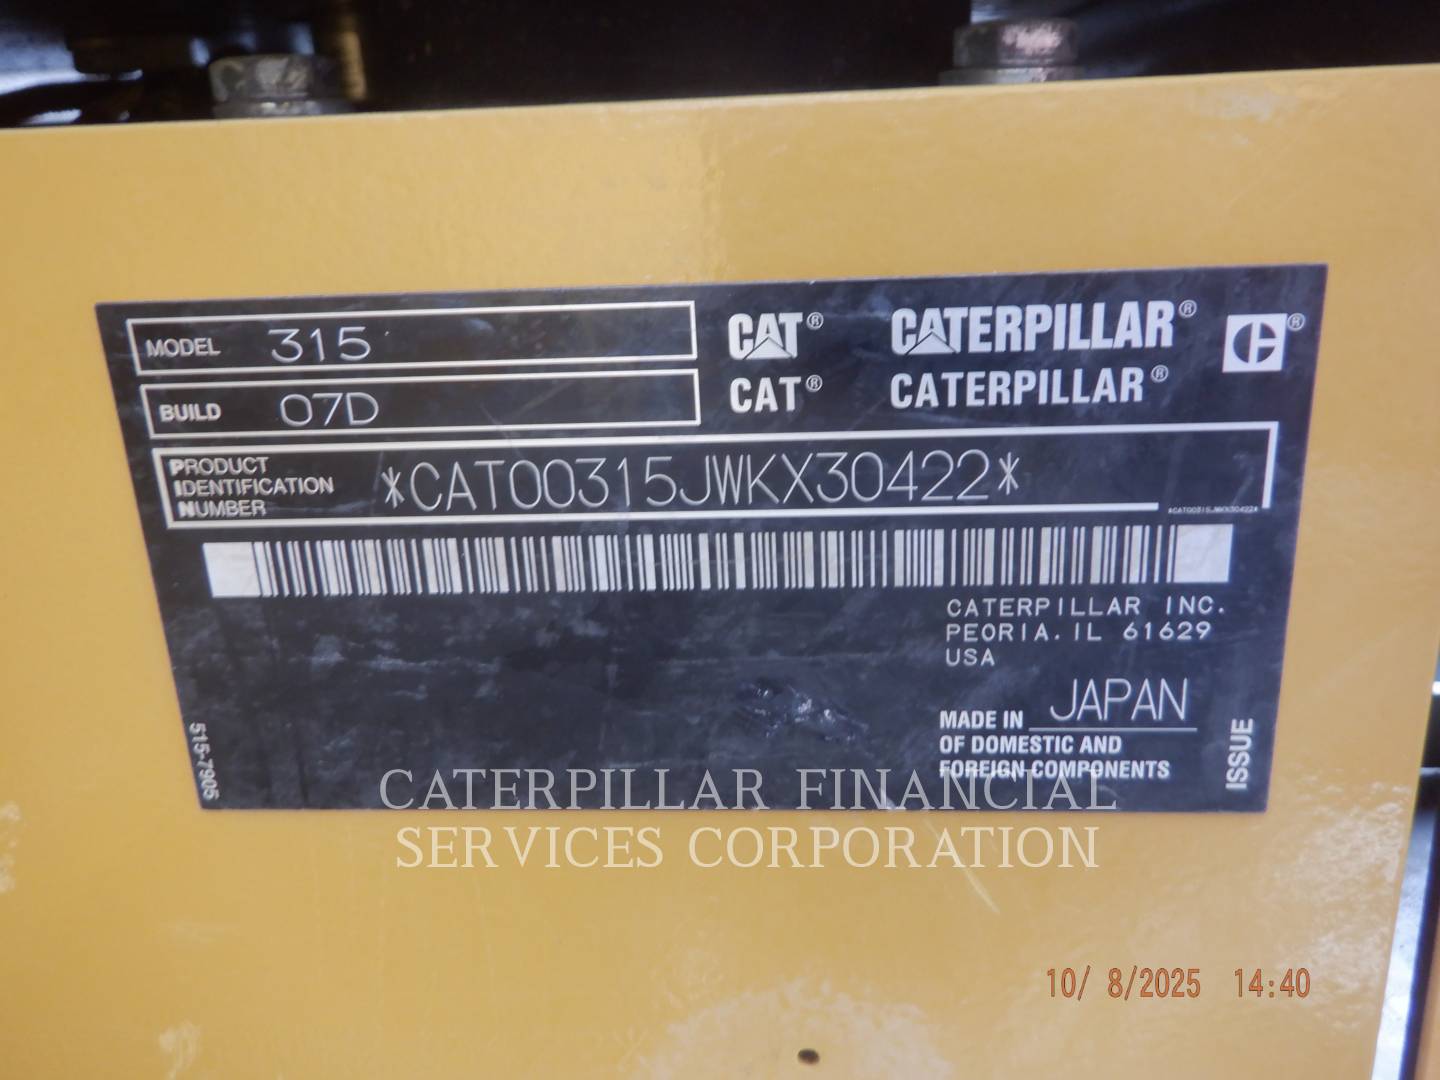 MODEL 315
CAT® CATERPILLAR® ®
BUILD 07D
CAT® CATERPILLAR®
PRODUCT
IDENTIFICATION
NUMBER
*CAT00315JWKX30422*
*CAT00315JWKX30422*
CATERPILLAR INC.
PEORIA. IL 61629
USA
MADE IN JAPAN
OF DOMESTIC AND
FOREIGN COMPONENTS
ISSUE
515-7905
CATERPILLAR FINANCIAL
SERVICES CORPORATION
10/ 8/2025 14:40